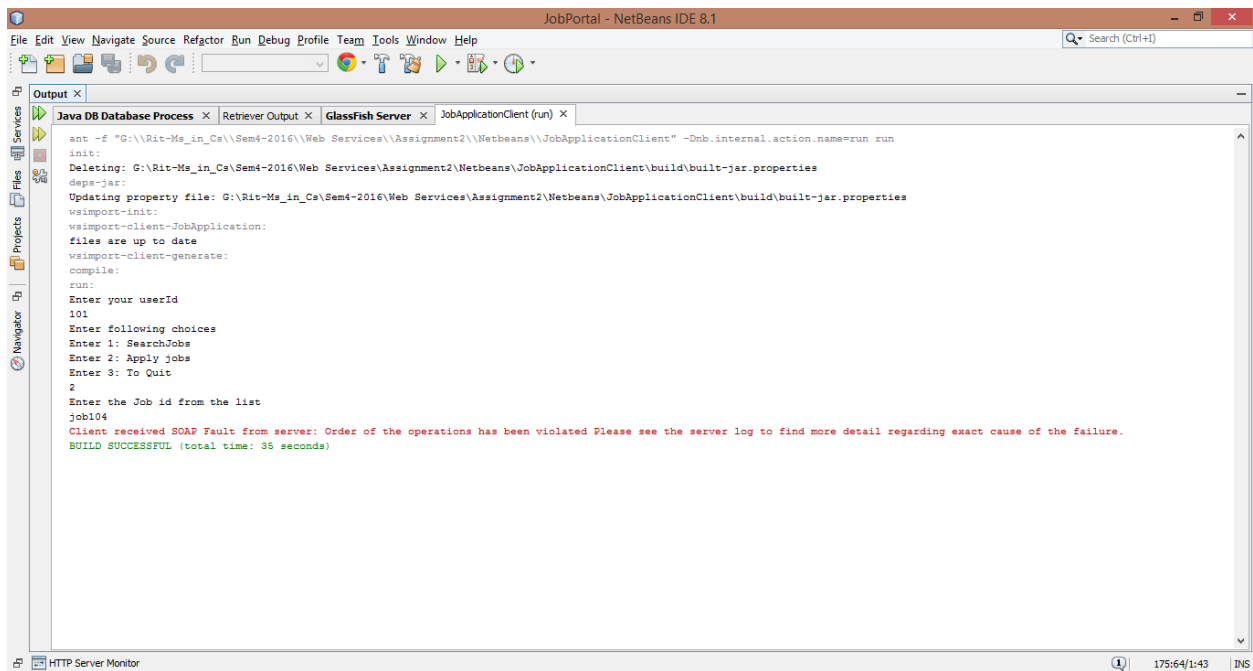 JobPortal - NetBeans IDE 8.1
File Edit View Navigate Source Refactor Run Debug Profile Team Tools Window Help
Search (Ctrl+I)
Output
Java DB Database Process
Retriever Output
GlassFish Server
JobApplicationClient (run)
Services
Files
Projects
Navigator
ant -f "G:\\Rit-Ms_in_Cs\\Sem4-2016\\Web Services\\Assignment2\\Netbeans\\JobApplicationClient" -Dnb.internal.action.name=run run
init:
Deleting: G:\Rit-Ms_in_Cs\Sem4-2016\Web Services\Assignment2\Netbeans\JobApplicationClient\build\built-jar.properties
deps-jar:
Updating property file: G:\Rit-Ms_in_Cs\Sem4-2016\Web Services\Assignment2\Netbeans\JobApplicationClient\build\built-jar.properties
wsimport-init:
wsimport-client-JobApplication:
files are up to date
wsimport-client-generate:
compile:
run:
Enter your userId
101
Enter following choices
Enter 1: SearchJobs
Enter 2: Apply jobs
Enter 3: To Quit
2
Enter the Job id from the list
job104
Client received SOAP Fault from server: Order of the operations has been violated Please see the server log to find more detail regarding exact cause of the failure.
BUILD SUCCESSFUL (total time: 35 seconds)
HTTP Server Monitor
1
175:64/1:43
INS